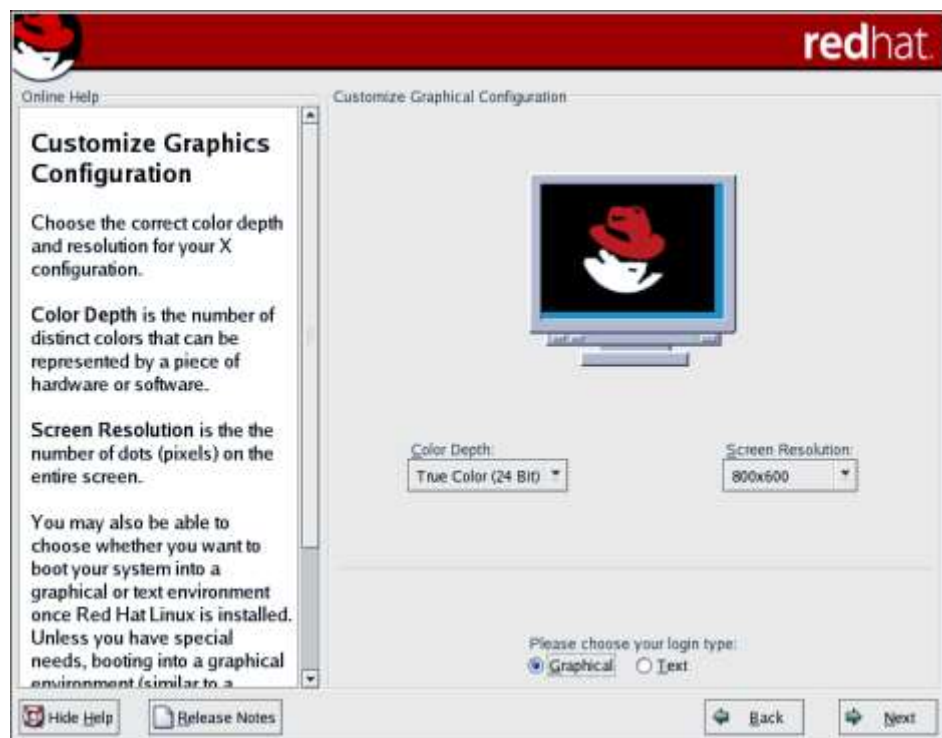 redhat.
Online Help
Customize Graphical Configuration
Customize Graphics
Configuration
Choose the correct color depth
and resolution for your X
configuration.
Color Depth is the number of
distinct colors that can be
represented by a piece of
hardware or software.
Screen Resolution is the the
number of dots (pixels) on the
entire screen.
You may also be able to
choose whether you want to
boot your system into a
graphical or text environment
once Red Hat Linux is installed.
Unless you have special
needs, booting into a graphical
environment (similar to a
Color Depth:
True Color (24 Bit)
Screen Resolution:
800x600
Please choose your login type:
Graphical
Text
Hide Help
Release Notes
Back
Next